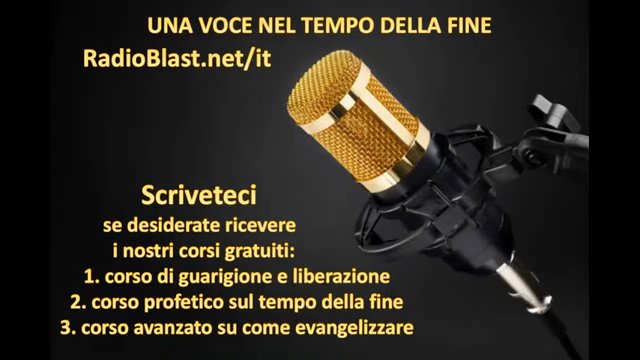 UNA VOCE NEL TEMPO DELLA FINE
RadioBlast.net/it
Scriveteci
se desiderate ricevere
i nostri corsi gratuiti:
1. corso di guarigione e liberazione
2. corso profetico sul tempo della fine
3. corso avanzato su come evangelizzare